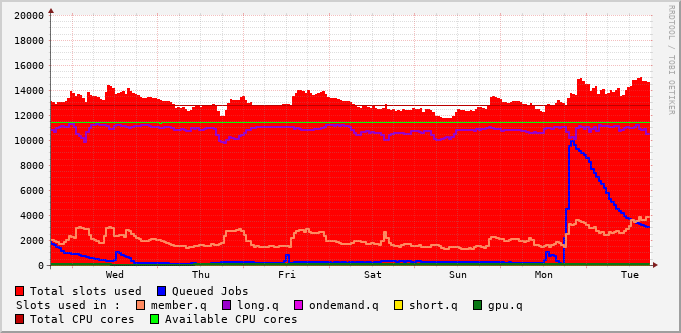 20000
18000
16000
14000
12000
10000
8000
6000
4000
2000
0
Wed Thu Fri Sat Sun Mon Tue
Total slots used Queued Jobs
Slots used in : member.q long.q ondemand.q short.q gpu.q
Total CPU cores Available CPU cores
RRDTOOL / TOBI OETIKER